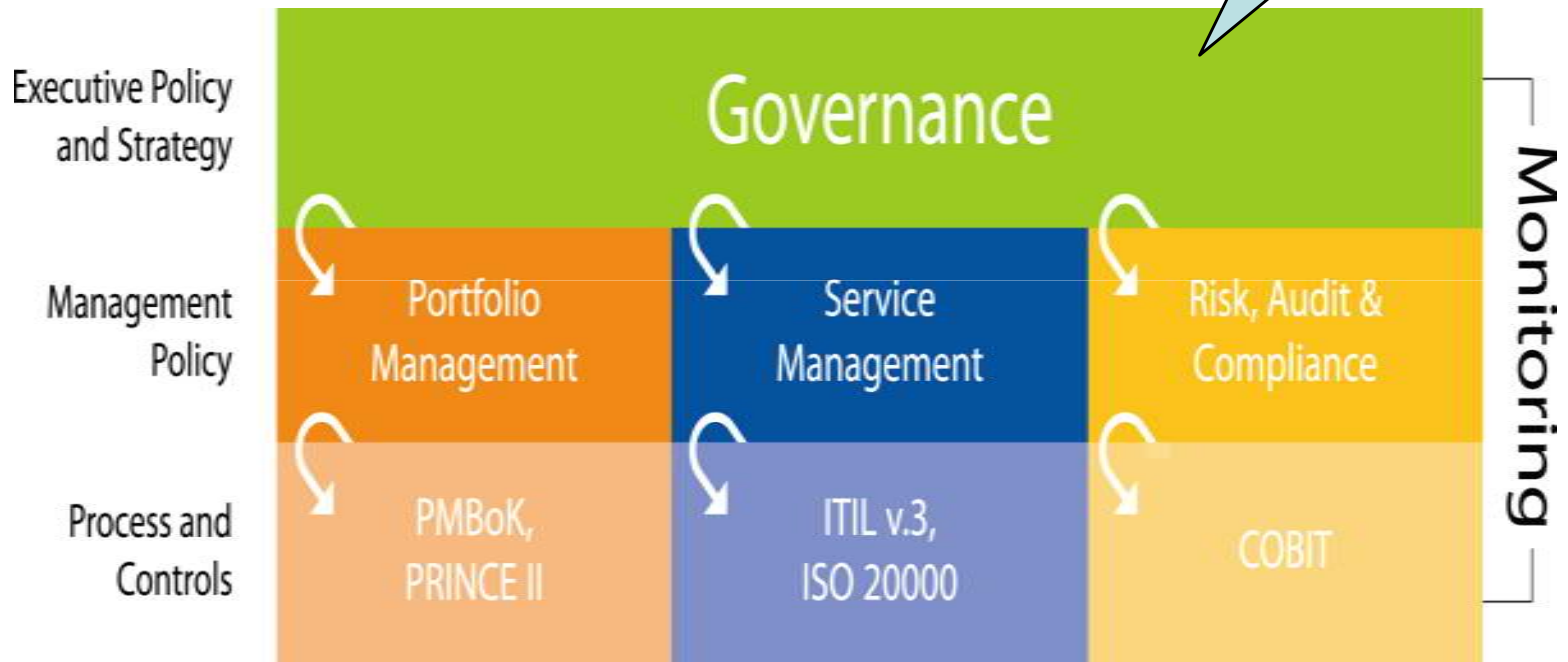 Executive Policy
and Strategy
Governance
Monitoring
Management
Policy
Portfolio
Management
Service
Management
Risk, Audit &
Compliance
Process and
Controls
PMBoK,
PRINCE II
ITIL v.3,
ISO 20000
COBIT